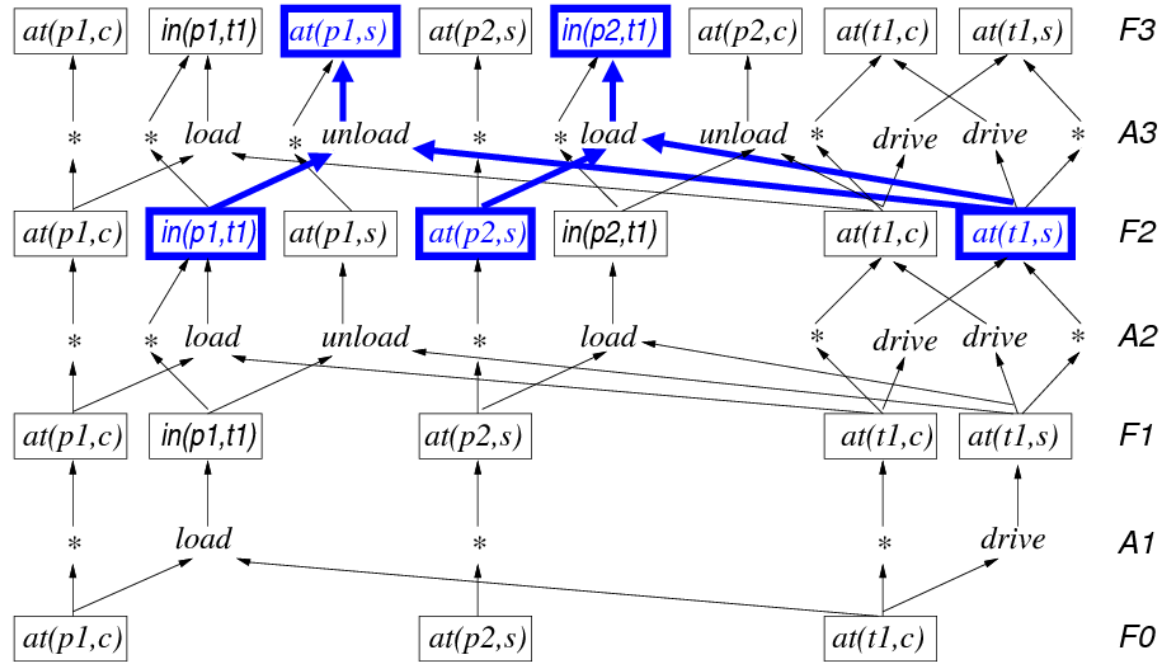 at(p1,c) in(p1,t1) at(p1,s) at(p2,s) in(p2,t1) at(p2,c) at(t1,c) at(t1,s) F3
* * load * unload * * load unload * drive drive * A3
at(p1,c) in(p1,t1) at(p1,s) at(p2,s) in(p2,t1) at(t1,c) at(t1,s) F2
* * load unload * load * drive drive * A2
at(p1,c) in(p1,t1) at(p2,s) at(t1,c) at(t1,s) F1
* load * * drive A1
at(p1,c) at(p2,s) at(t1,c) F0